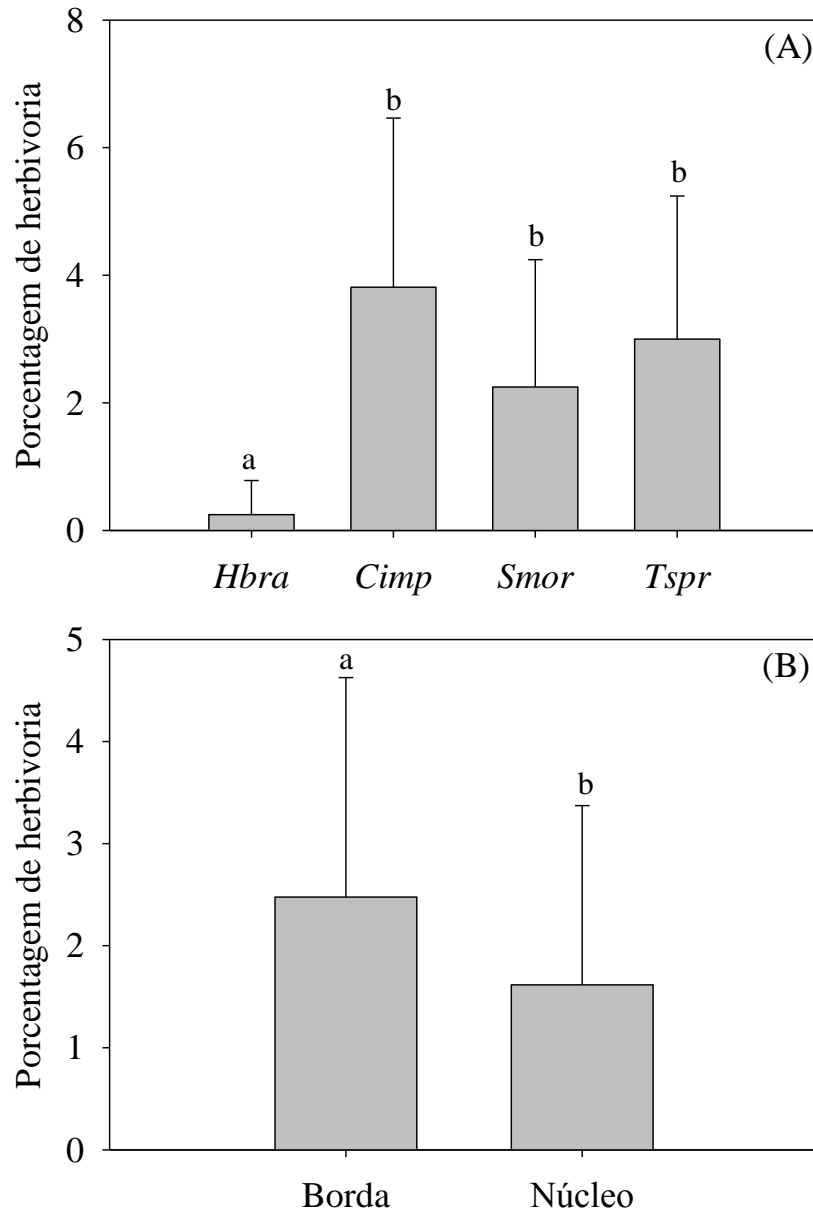 8
(A)
b
b
b
6
4
2
a
0
Porcentagem de herbivoria
Hbra Cimp Smor Tspr
5
(B)
a
4
b
3
2
1
0
Porcentagem de herbivoria
Borda Núcleo